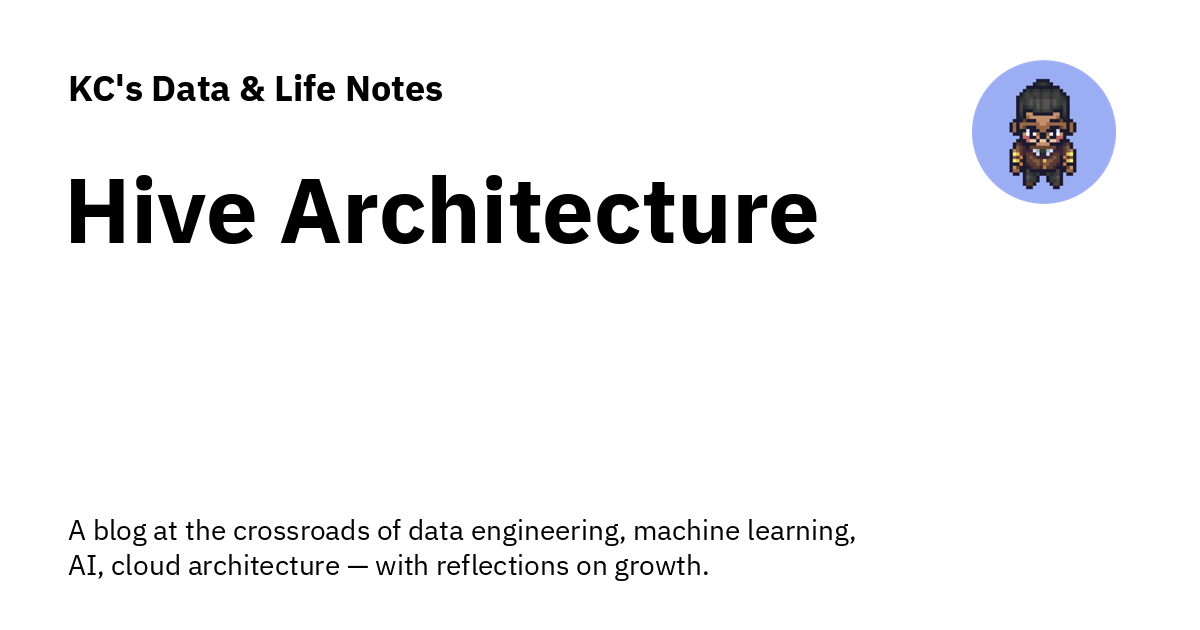 KC's Data & Life Notes
Hive Architecture
A blog at the crossroads of data engineering, machine learning,
AI, cloud architecture — with reflections on growth.